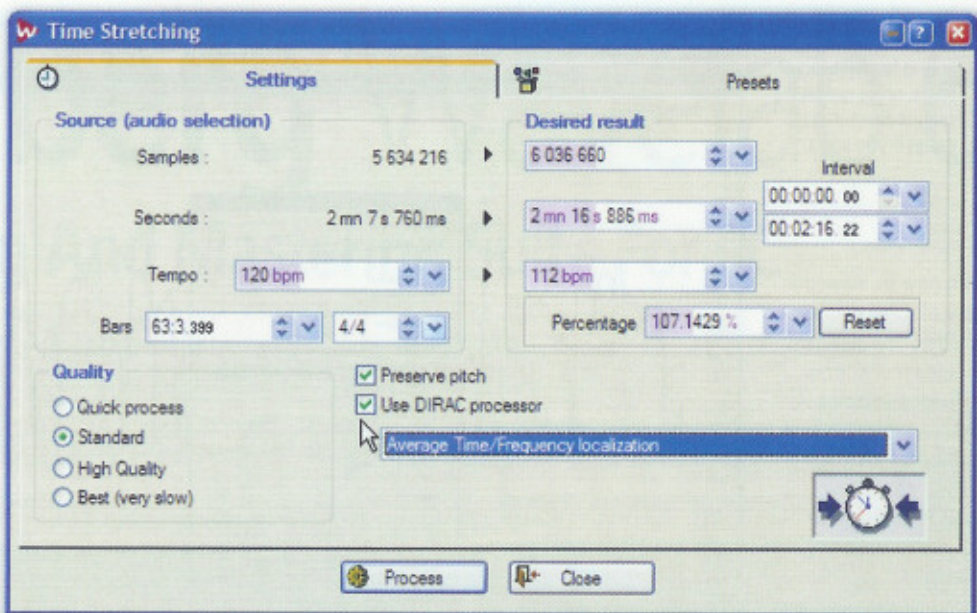 Time Stretching
Settings
Presets
Source (audio selection)
Samples : 5 634 216
Seconds : 2 mn 7 s 760 ms
Tempo : 120 bpm
Bars 63:3.399 4/4
Desired result
6 036 660
Interval
00:00:00. 00
2 mn 16 s 886 ms
00:02:16. 22
112 bpm
Percentage 107.1429 % Reset
Quality
Quick process
Standard
High Quality
Best (very slow)
Preserve pitch
Use DIRAC processor
Average Time/Frequency localization
Process
Close